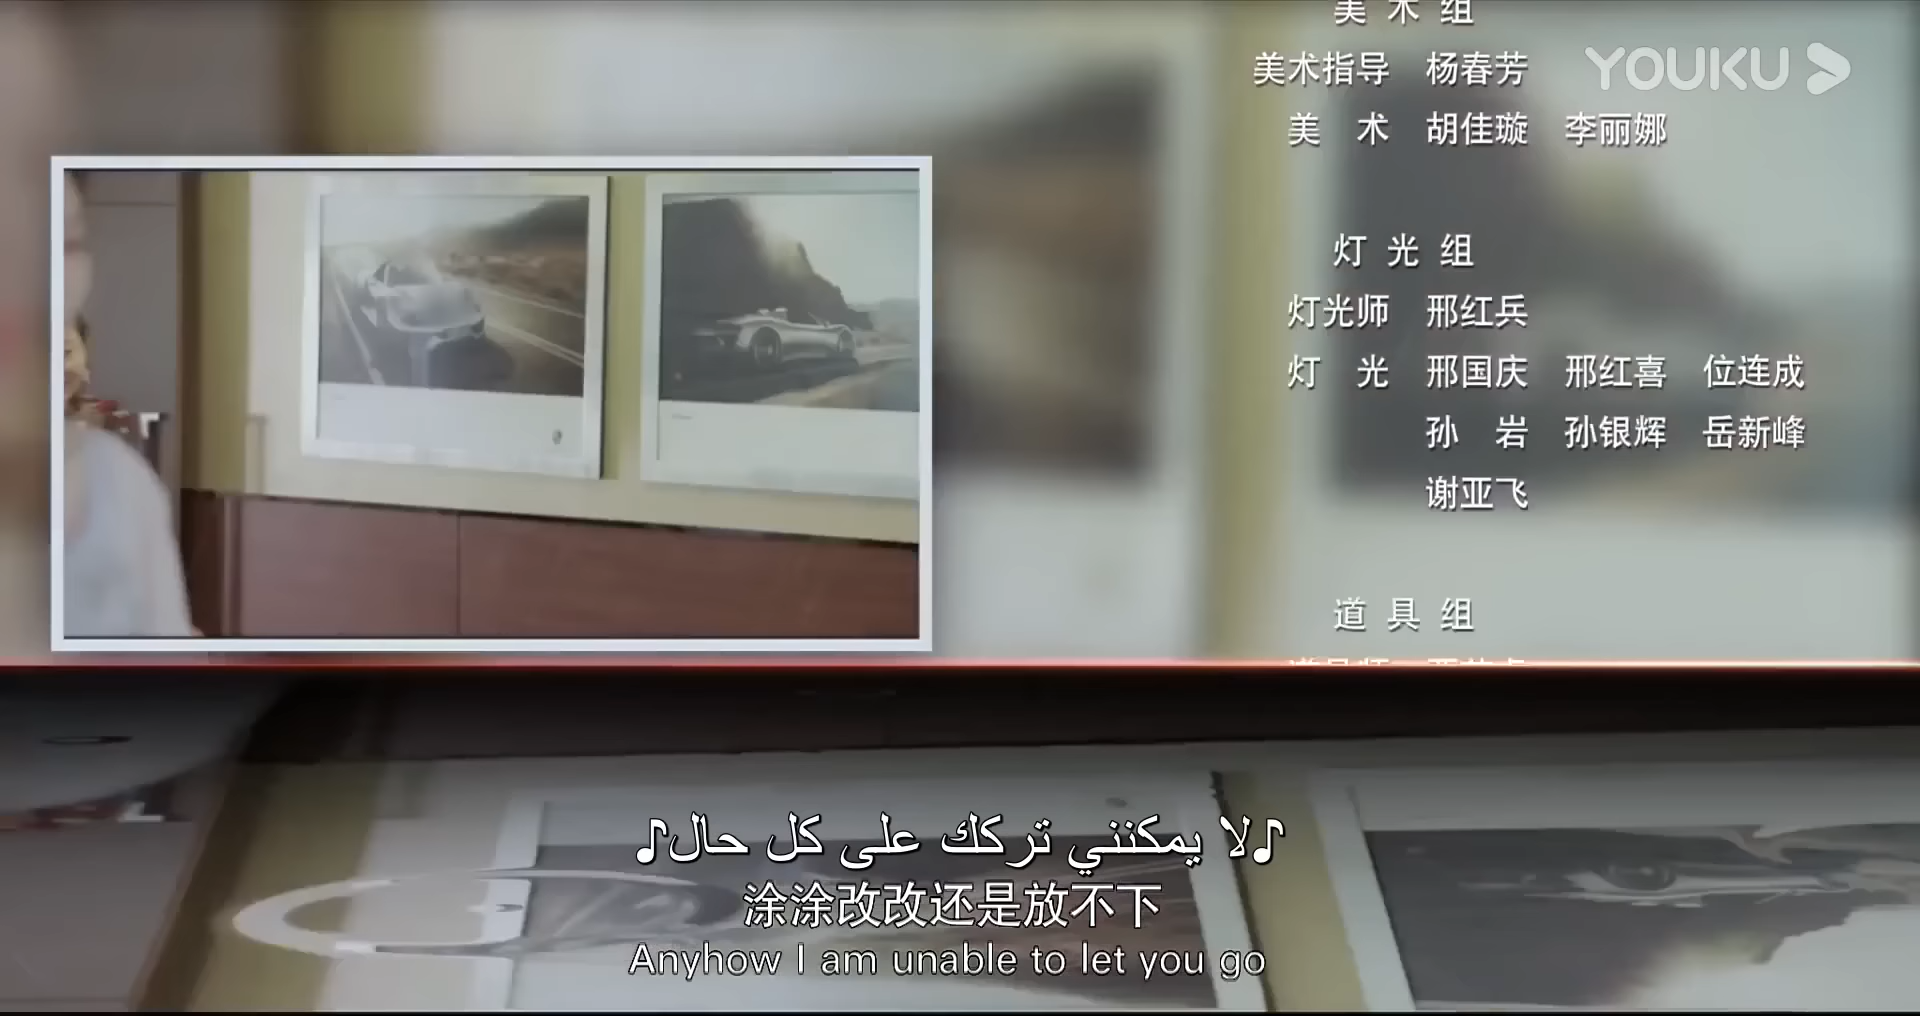 美术组
美术指导 杨春芳
美 术 胡佳璇 李丽娜
YOUKU
灯光组
灯光师 邢红兵
灯 光 邢国庆 邢红喜 位连成
孙 岩 孙银辉 岳新峰
谢亚飞
道具组
♪لا يمكنني تركك على كل حال♪
涂涂改改还是放不下
Anyhow I am unable to let you go